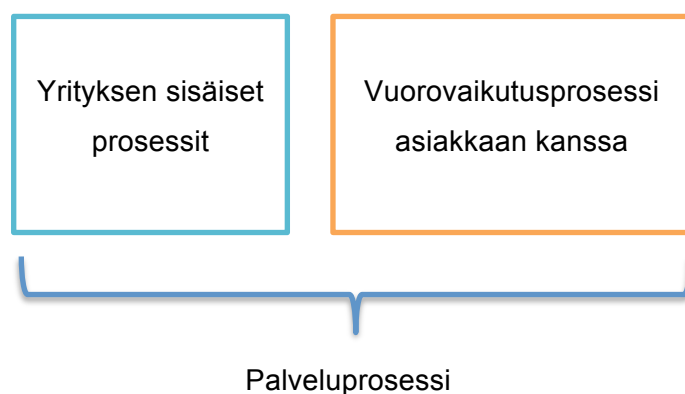 Yrityksen sisäiset
prosessit
Vuorovaikutusprosessi
asiakkaan kanssa
Palveluprosessi